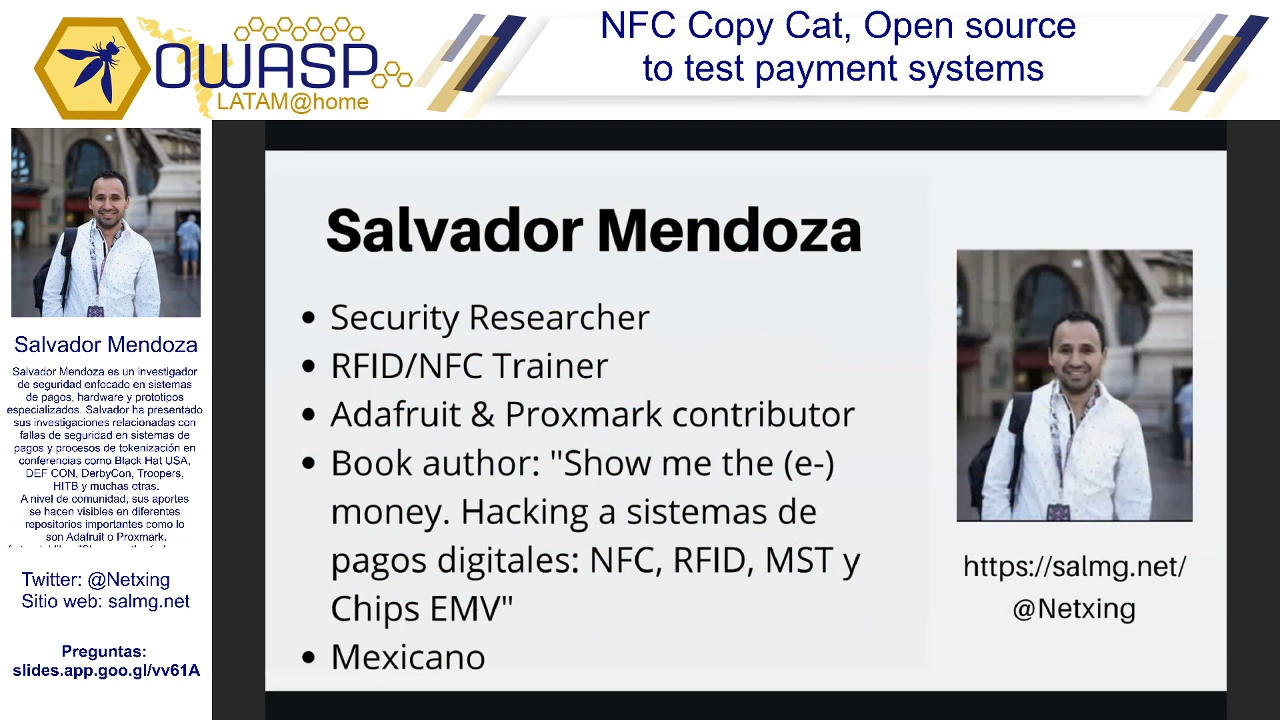 OWASP
LATAM@home
NFC Copy Cat, Open source
to test payment systems
Salvador Mendoza
Salvador Mendoza es un investigador
de seguridad enfocado en sistemas
de pagos, hardware y prototipos
especializados. Salvador ha presentado
sus investigaciones relacionadas con
fallas de seguridad en sistemas de
pagos y procesos de tokenización en
conferencias como Black Hat USA,
DEF CON, DerbyCon, Troopers,
HITB y muchas otras.
A nivel de comunidad, sus aportes
se hacen visibles en diferentes
repositorios importantes como lo
son Adafruit o Proxmark.
Twitter: @Netxing
Sitio web: salmg.net
Preguntas:
slides.app.goo.gl/vv61A
Salvador Mendoza
• Security Researcher
• RFID/NFC Trainer
• Adafruit & Proxmark contributor
• Book author: "Show me the (e-)
money. Hacking a sistemas de
pagos digitales: NFC, RFID, MST y
Chips EMV"
• Mexicano
https://salmg.net/
@Netxing